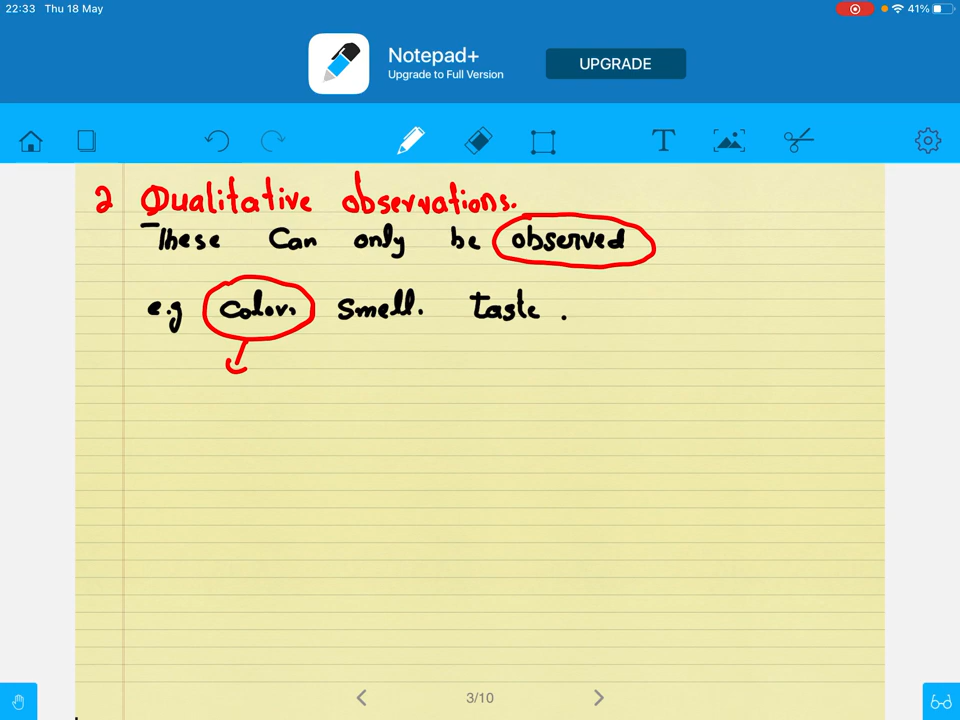 22:33 Thu 18 May 41%
Notepad+
Upgrade to Full Version
UPGRADE
T
2 Qualitative observations.
These Can only be observed
e.g Color, Smell. Taste.
3/10